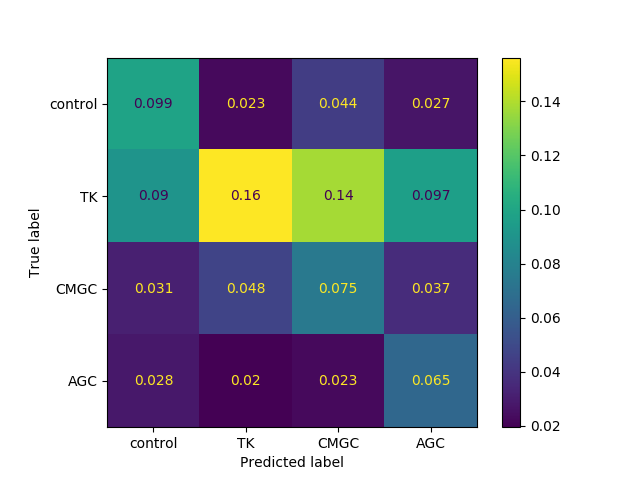 control 0.099 0.023 0.044 0.027
TK 0.09 0.16 0.14 0.097
CMGC 0.031 0.048 0.075 0.037
AGC 0.028 0.02 0.023 0.065
control TK CMGC AGC
Predicted label
True label
0.14
0.12
0.10
0.08
0.06
0.04
0.02